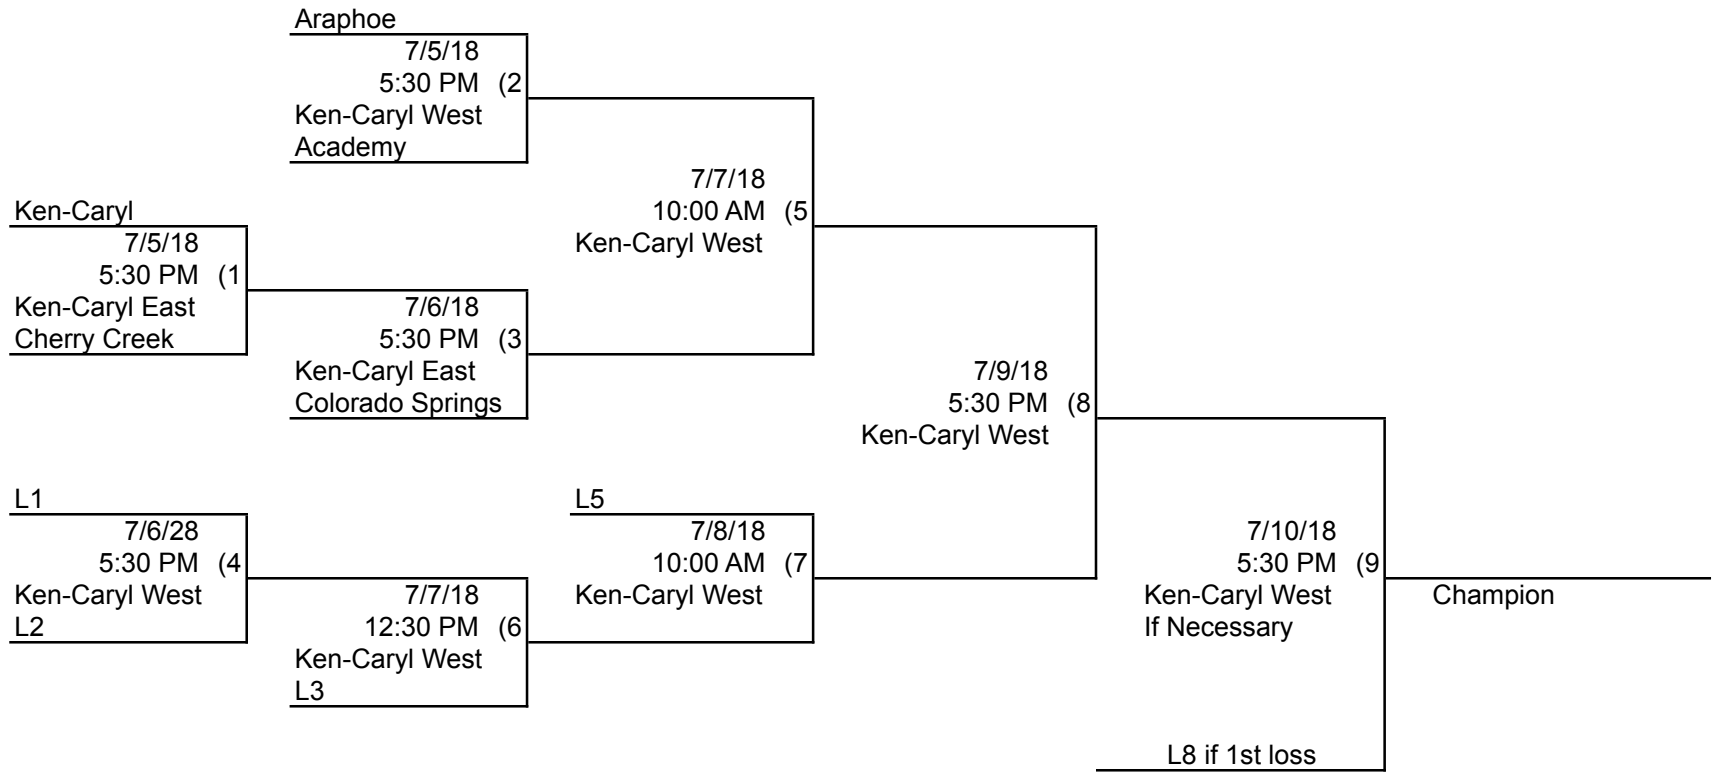 Araphoe
7/5/18
5:30 PM (2
Ken-Caryl West
Academy
7/7/18
10:00 AM (5
Ken-Caryl West
Ken-Caryl
7/5/18
5:30 PM (1
Ken-Caryl East
Cherry Creek
7/6/18
5:30 PM (3
Ken-Caryl East
Colorado Springs
7/9/18
5:30 PM (8
Ken-Caryl West
L1
7/6/28
5:30 PM (4
Ken-Caryl West
L2
7/7/18
12:30 PM (6
Ken-Caryl West
L3
L5
7/8/18
10:00 AM (7
Ken-Caryl West
7/10/18
5:30 PM (9
Ken-Caryl West
If Necessary
Champion
L8 if 1st loss